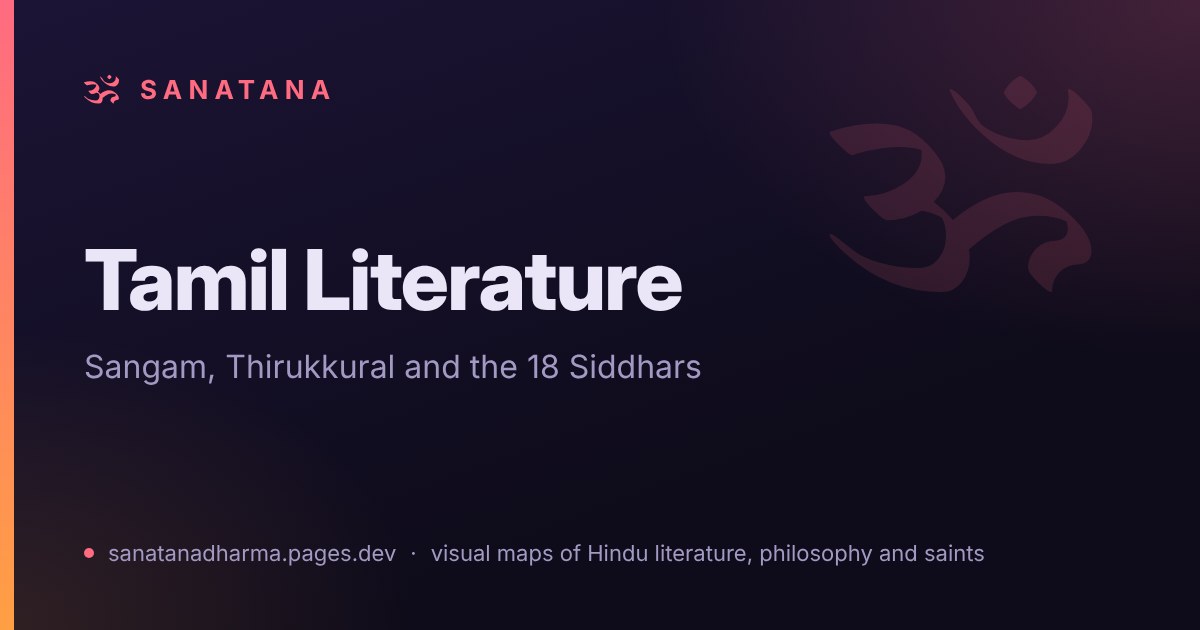 ॐ SANATANA
Tamil Literature
Sangam, Thirukkural and the 18 Siddhars
sanatanadharma.pages.dev · visual maps of Hindu literature, philosophy and saints
ॐ